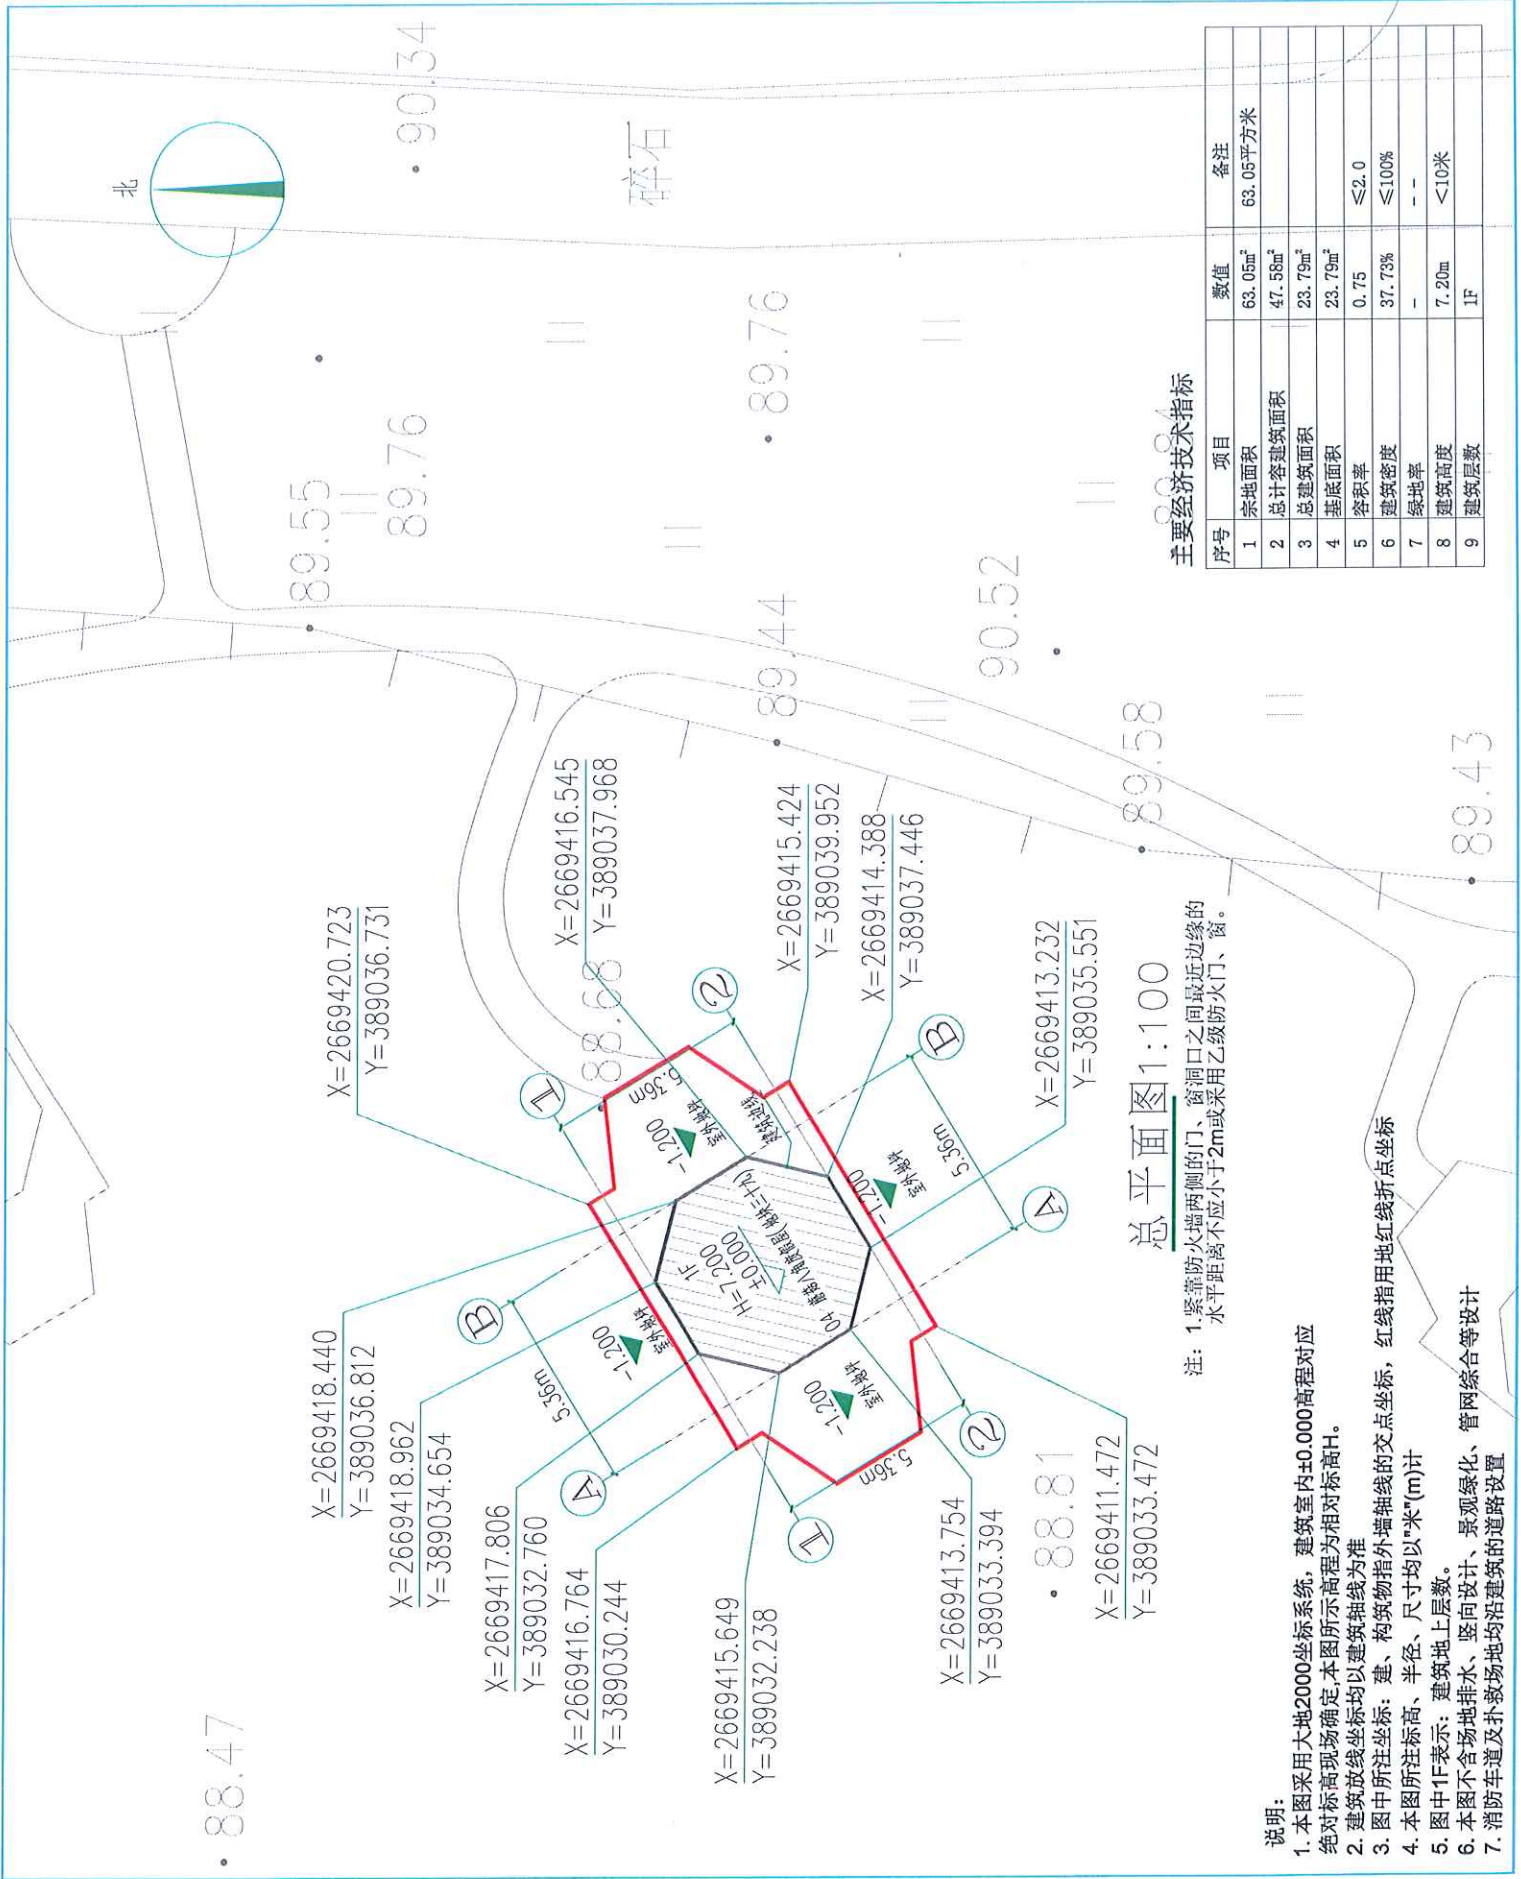 北
90.34
碎石
89.76
89.55
89.76
89.44
90.52
89.58
89.43
88.68
88.81
88.47
X=2669420.723
Y=389036.731
X=2669416.545
Y=389037.968
X=2669415.424
Y=389039.952
X=2669414.388
Y=389037.446
X=2669413.232
Y=389035.551
X=2669418.440
Y=389036.812
X=2669418.962
Y=389034.654
X=2669417.806
Y=389032.760
X=2669416.764
Y=389030.244
X=2669415.649
Y=389032.238
X=2669413.754
Y=389033.394
X=2669411.472
Y=389033.472
1
2
B
A
B
A
1
2
5.36m
5.36m
5.36m
5.36m
-1.200
室外地坪
-1.200
室外地坪
-1.200
室外地坪
-1.200
室外地坪
建筑边线
1F
H=7.200
±0.000
04
总平面图1:100
注：1.紧靠防火墙两侧的门、窗洞口之间最近边缘的
水平距离不应小于2m或采用乙级防火门、窗。
主要经济技术指标
序号 项目 数值 备注
1 宗地面积 63.05m² 63.05平方米
2 总计容建筑面积 47.58m²
3 总建筑面积 23.79m²
4 基底面积 23.79m²
5 容积率 0.75 ≤2.0
6 建筑密度 37.73% ≤100%
7 绿地率 - --
8 建筑高度 7.20m <10米
9 建筑层数 1F
说明：
1. 本图采用大地2000坐标系统，建筑室内±0.000高程对应
绝对标高现场确定,本图所示高程为相对标高H。
2. 建筑放线坐标均以建筑轴线为准
3. 图中所注坐标：建、构筑物指外墙轴线的交点坐标，红线指用地红线折点坐标
4. 本图所注标高、半径、尺寸均以"米"(m)计
5. 图中1F表示：建筑地上层数。
6. 本图不含场地排水、竖向设计、景观绿化、管网综合等设计
7. 消防车道及扑救场地均沿建筑的道路设置